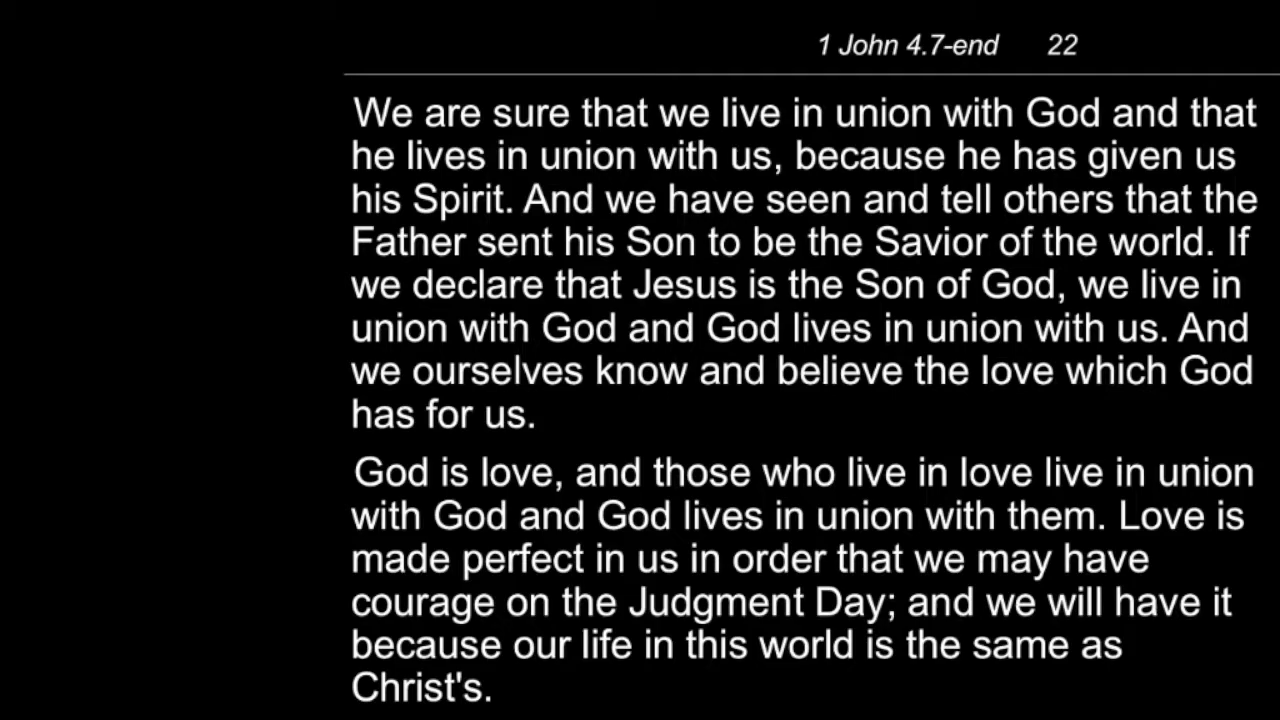 1 John 4.7-end 22
We are sure that we live in union with God and that
he lives in union with us, because he has given us
his Spirit. And we have seen and tell others that the
Father sent his Son to be the Savior of the world. If
we declare that Jesus is the Son of God, we live in
union with God and God lives in union with us. And
we ourselves know and believe the love which God
has for us.
God is love, and those who live in love live in union
with God and God lives in union with them. Love is
made perfect in us in order that we may have
courage on the Judgment Day; and we will have it
because our life in this world is the same as
Christ's.